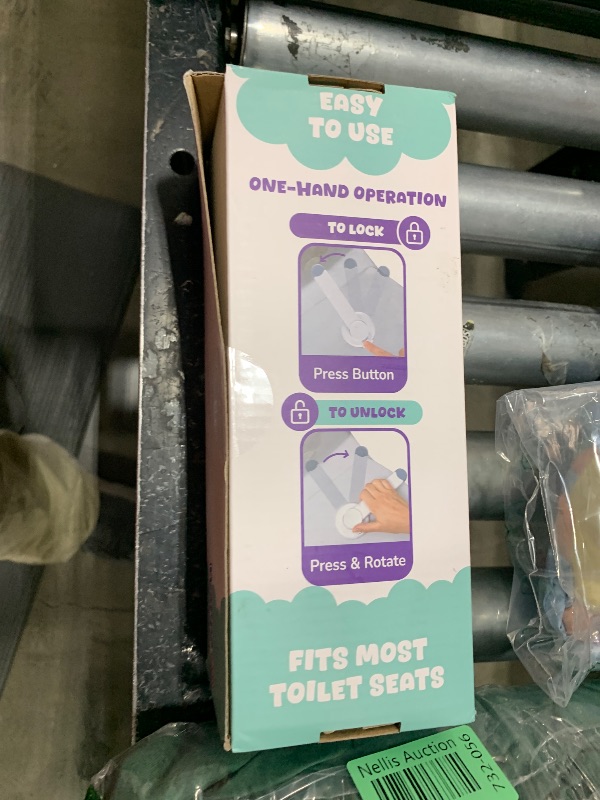 EASY
TO USE
ONE-HAND OPERATION
TO LOCK
Press Button
TO UNLOCK
Press & Rotate
FITS MOST
TOILET SEATS
Nellis Auction
732,056